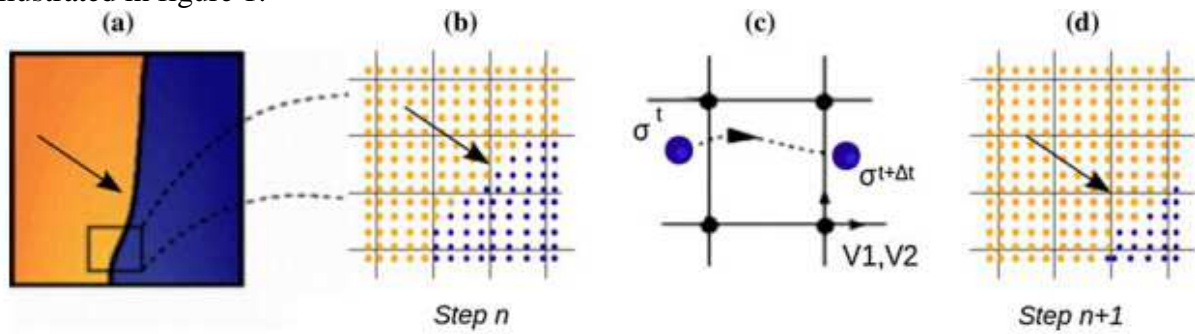 illustrated in figure 1.
(a) (b) (c) (d)
σ t
σ t+Δt
V1,V2
Step n
Step n+1